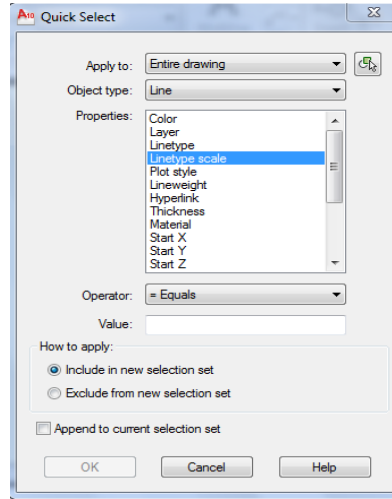 A10 Quick Select
Apply to: Entire drawing
Object type: Line
Properties: Color
Layer
Linetype
Linetype scale
Plot style
Lineweight
Hyperlink
Thickness
Material
Start X
Start Y
Start Z
Operator: = Equals
Value:
How to apply:
Include in new selection set
Exclude from new selection set
Append to current selection set
OK Cancel Help